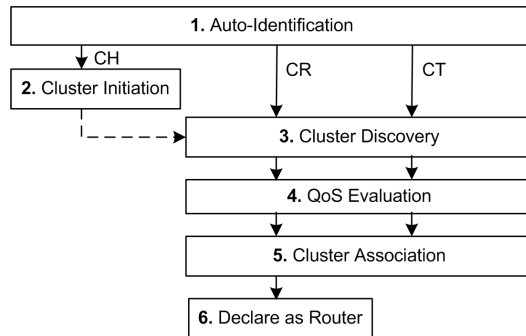 1. Auto-Identification
CH
CR
CT
2. Cluster Initiation
3. Cluster Discovery
4. QoS Evaluation
5. Cluster Association
6. Declare as Router